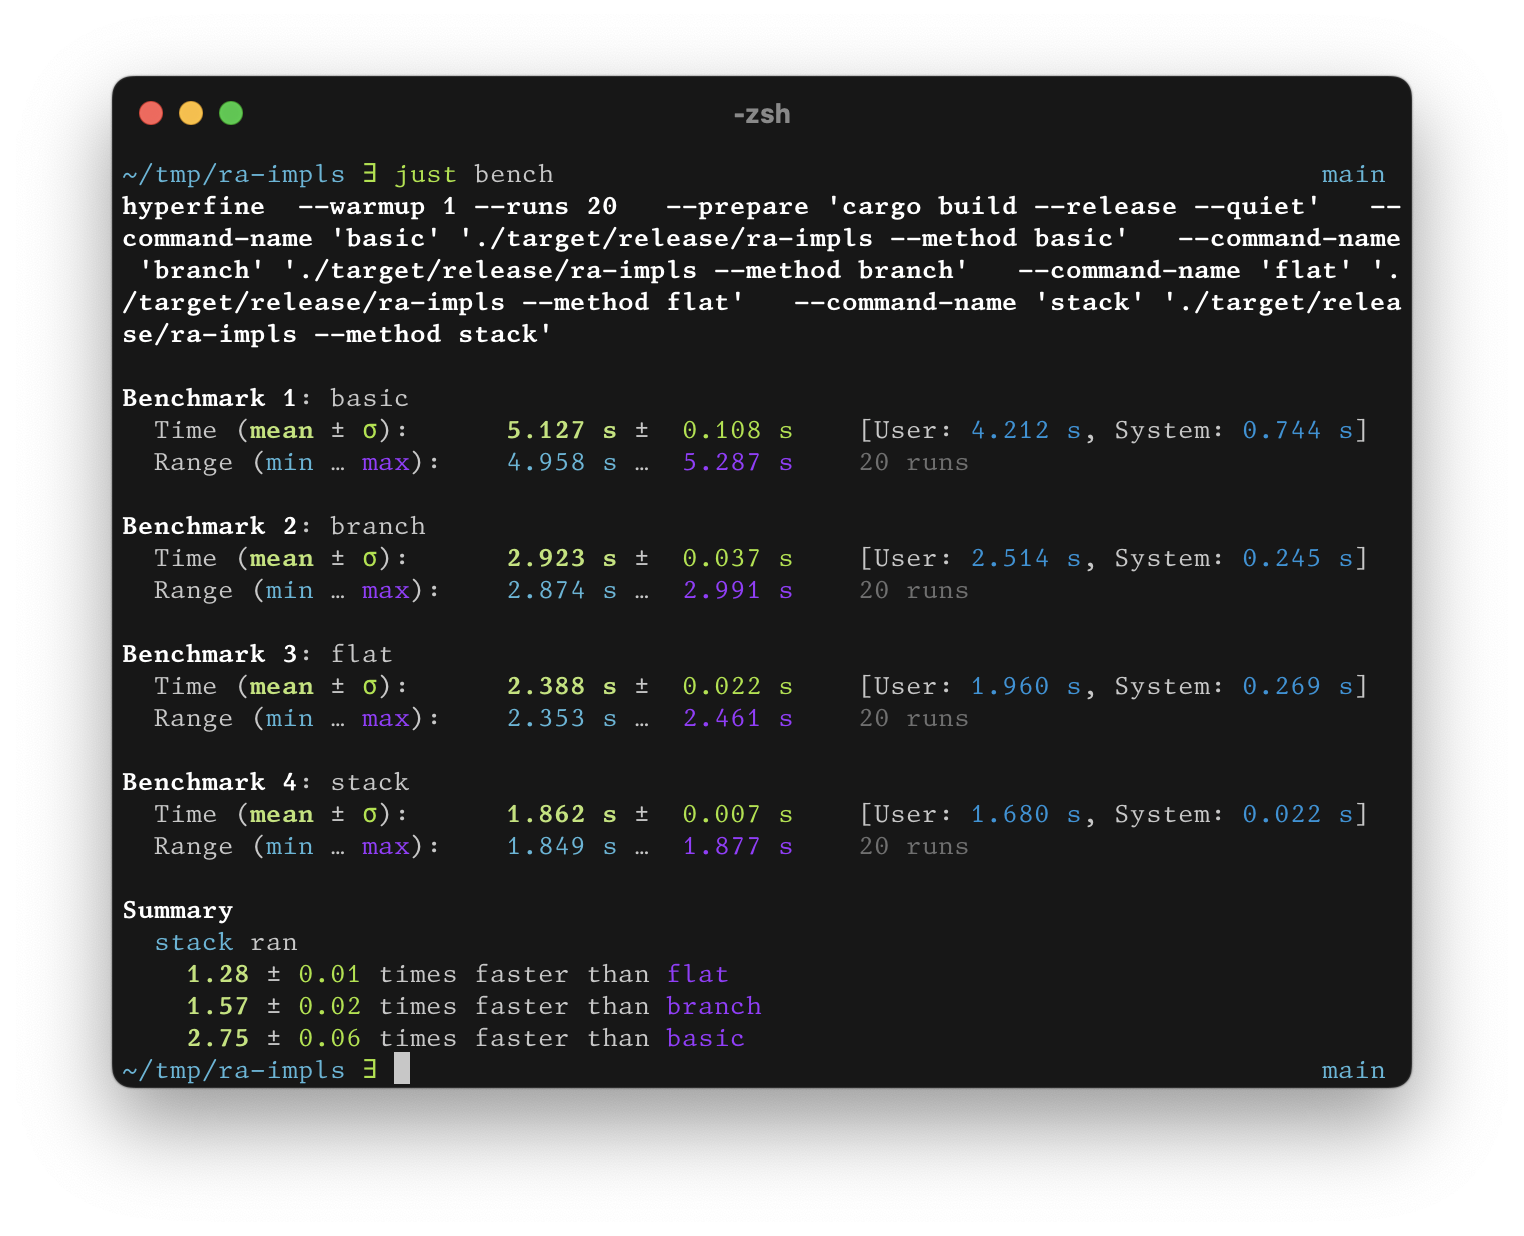 -zsh
~/tmp/ra-impls ∃ just bench main
hyperfine  --warmup 1 --runs 20   --prepare 'cargo build --release --quiet'   --
command-name 'basic' './target/release/ra-impls --method basic'   --command-name
 'branch' './target/release/ra-impls --method branch'   --command-name 'flat' '.
/target/release/ra-impls --method flat'   --command-name 'stack' './target/relea
se/ra-impls --method stack'
Benchmark 1: basic
  Time (mean ± σ):      5.127 s ±  0.108 s    [User: 4.212 s, System: 0.744 s]
  Range (min … max):    4.958 s …  5.287 s    20 runs
Benchmark 2: branch
  Time (mean ± σ):      2.923 s ±  0.037 s    [User: 2.514 s, System: 0.245 s]
  Range (min … max):    2.874 s …  2.991 s    20 runs
Benchmark 3: flat
  Time (mean ± σ):      2.388 s ±  0.022 s    [User: 1.960 s, System: 0.269 s]
  Range (min … max):    2.353 s …  2.461 s    20 runs
Benchmark 4: stack
  Time (mean ± σ):      1.862 s ±  0.007 s    [User: 1.680 s, System: 0.022 s]
  Range (min … max):    1.849 s …  1.877 s    20 runs
Summary
  stack ran
    1.28 ± 0.01 times faster than flat
    1.57 ± 0.02 times faster than branch
    2.75 ± 0.06 times faster than basic
~/tmp/ra-impls ∃ main